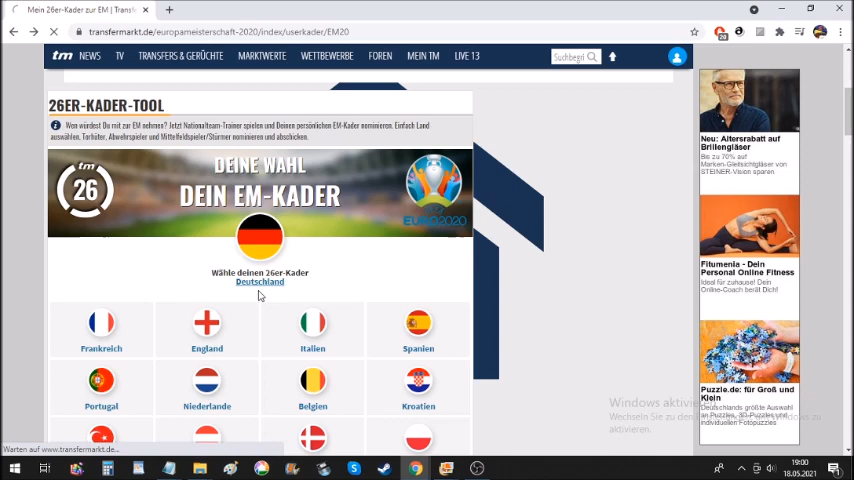 Mein 26er-Kader zur EM | Transf
transfermarkt.de/europameisterschaft-2020/index/userkader/EM20
20
tm NEWS TV TRANSFERS & GERÜCHTE MARKTWERTE WETTBEWERBE FOREN MEIN TM LIVE 13
Suchbegri
26ER-KADER-TOOL
Wen würdest Du mit zur EM nehmen? Jetzt Nationalteam-Trainer spielen und Deinen persönlichen EM-Kader nominieren. Einfach Land
auswählen, Torhüter, Abwehrspieler und Mittelfeldspieler/Stürmer nominieren und abschicken.
tm
26
DEINE WAHL
DEIN EM-KADER
EURO2020
Wähle deinen 26er-Kader
Deutschland
Frankreich England Italien Spanien
Portugal Niederlande Belgien Kroatien
Neu: Altersrabatt auf
Brillengläser
Bis zu 70% auf
Marken-Gleitsichtgläser von
STEINER-Vision sparen
Fitumenia - Dein
Personal Online Fitness
Ideal für zuhause! Dein
Online-Coach berät Dich!
Puzzle.de: für Groß und
Klein
Deutschlands größte Auswahl
an Puzzles, 3D-Puzzles und
individuellen Fotopuzzles
Windows aktivieren
Wechseln Sie zu den
aktivieren.
Warten auf www.transfermarkt.de...
19:00
18.05.2021